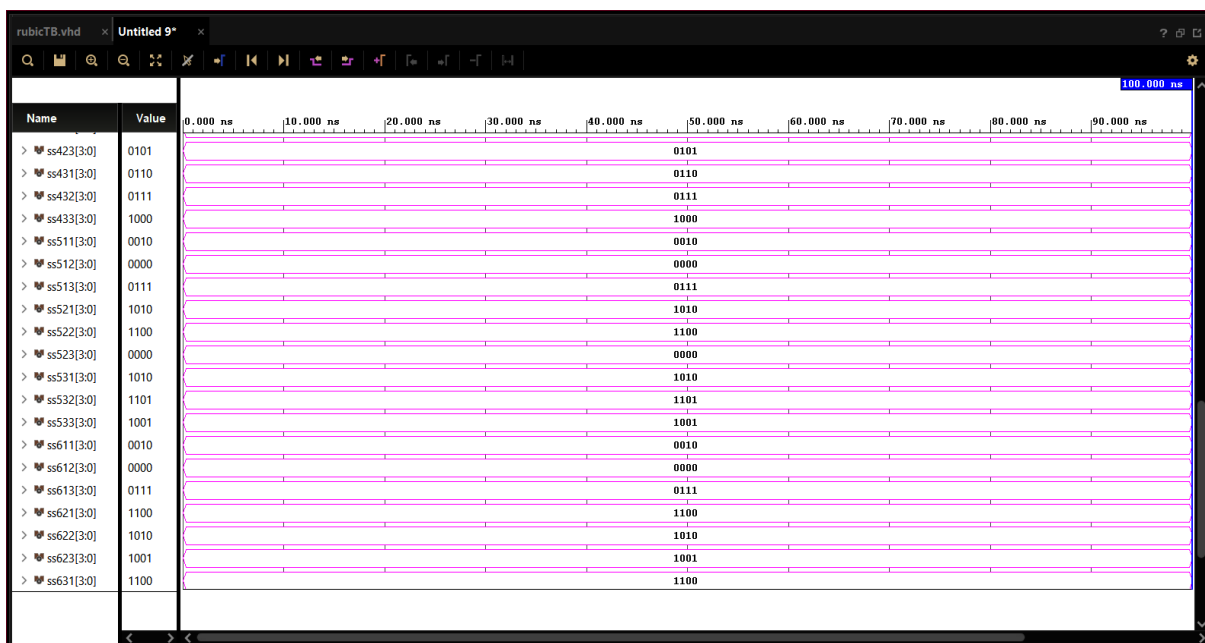 rubicTB.vhd × Untitled 9* ×
?
100.000 ns
Name Value 0.000 ns 10.000 ns 20.000 ns 30.000 ns 40.000 ns 50.000 ns 60.000 ns 70.000 ns 80.000 ns 90.000 ns
> ss423[3:0] 0101 0101
> ss431[3:0] 0110 0110
> ss432[3:0] 0111 0111
> ss433[3:0] 1000 1000
> ss511[3:0] 0010 0010
> ss512[3:0] 0000 0000
> ss513[3:0] 0111 0111
> ss521[3:0] 1010 1010
> ss522[3:0] 1100 1100
> ss523[3:0] 0000 0000
> ss531[3:0] 1010 1010
> ss532[3:0] 1101 1101
> ss533[3:0] 1001 1001
> ss611[3:0] 0010 0010
> ss612[3:0] 0000 0000
> ss613[3:0] 0111 0111
> ss621[3:0] 1100 1100
> ss622[3:0] 1010 1010
> ss623[3:0] 1001 1001
> ss631[3:0] 1100 1100